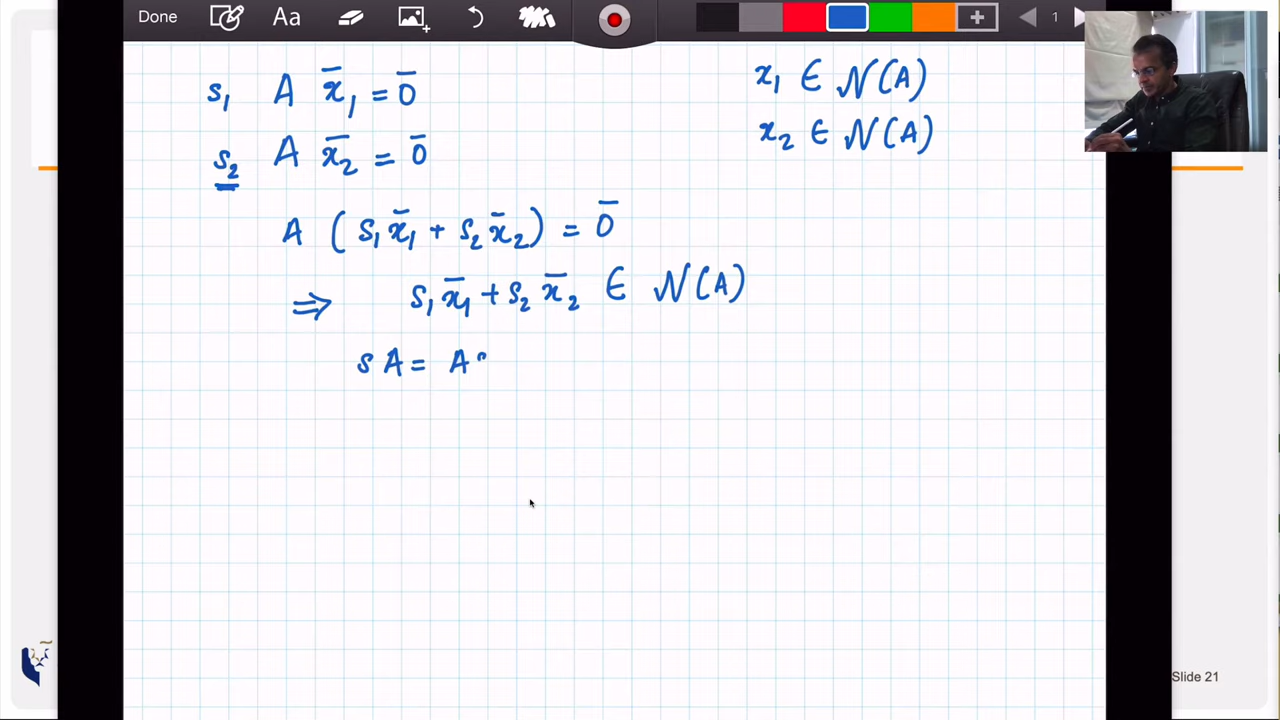 Done Aa + 1
s₁ A x̄₁ = 0̄
x₁ ∈ N(A)
s₂ A x̄₂ = 0̄
x₂ ∈ N(A)
A (s₁x̄₁ + s₂x̄₂) = 0̄
⇒ s₁x̄₁ + s₂x̄₂ ∈ N(A)
s A = A
Slide 21